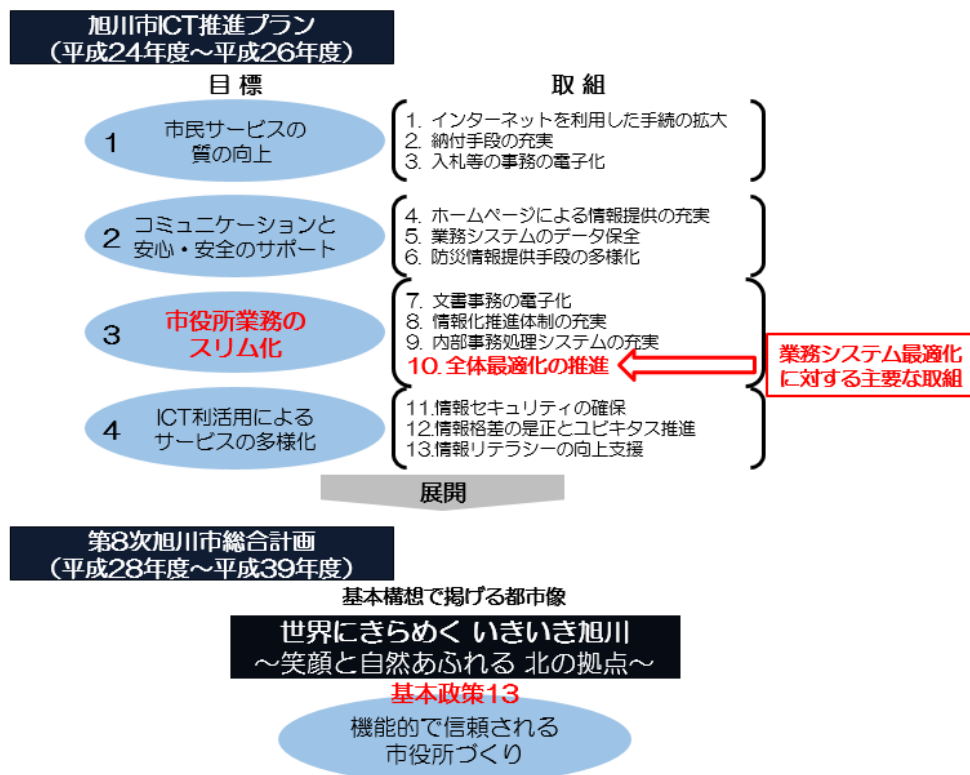 旭川市ICT推進プラン
（平成24年度～平成26年度）
目 標
取 組
1
市民サービスの
質の向上
1. インターネットを利用した手続の拡大
2. 納付手段の充実
3. 入札等の事務の電子化
2
コミュニケーションと
安心・安全のサポート
4. ホームページによる情報提供の充実
5. 業務システムのデータ保全
6. 防災情報提供手段の多様化
3
市役所業務の
スリム化
7. 文書事務の電子化
8. 情報化推進体制の充実
9. 内部事務処理システムの充実
10. 全体最適化の推進
業務システム最適化
に対する主要な取組
4
ICT利活用による
サービスの多様化
11.情報セキュリティの確保
12.情報格差の是正とユビキタス推進
13.情報リテラシーの向上支援
展開
第8次旭川市総合計画
（平成28年度～平成39年度）
基本構想で掲げる都市像
世界にきらめく いきいき旭川
～笑顔と自然あふれる 北の拠点～
基本政策13
機能的で信頼される
市役所づくり